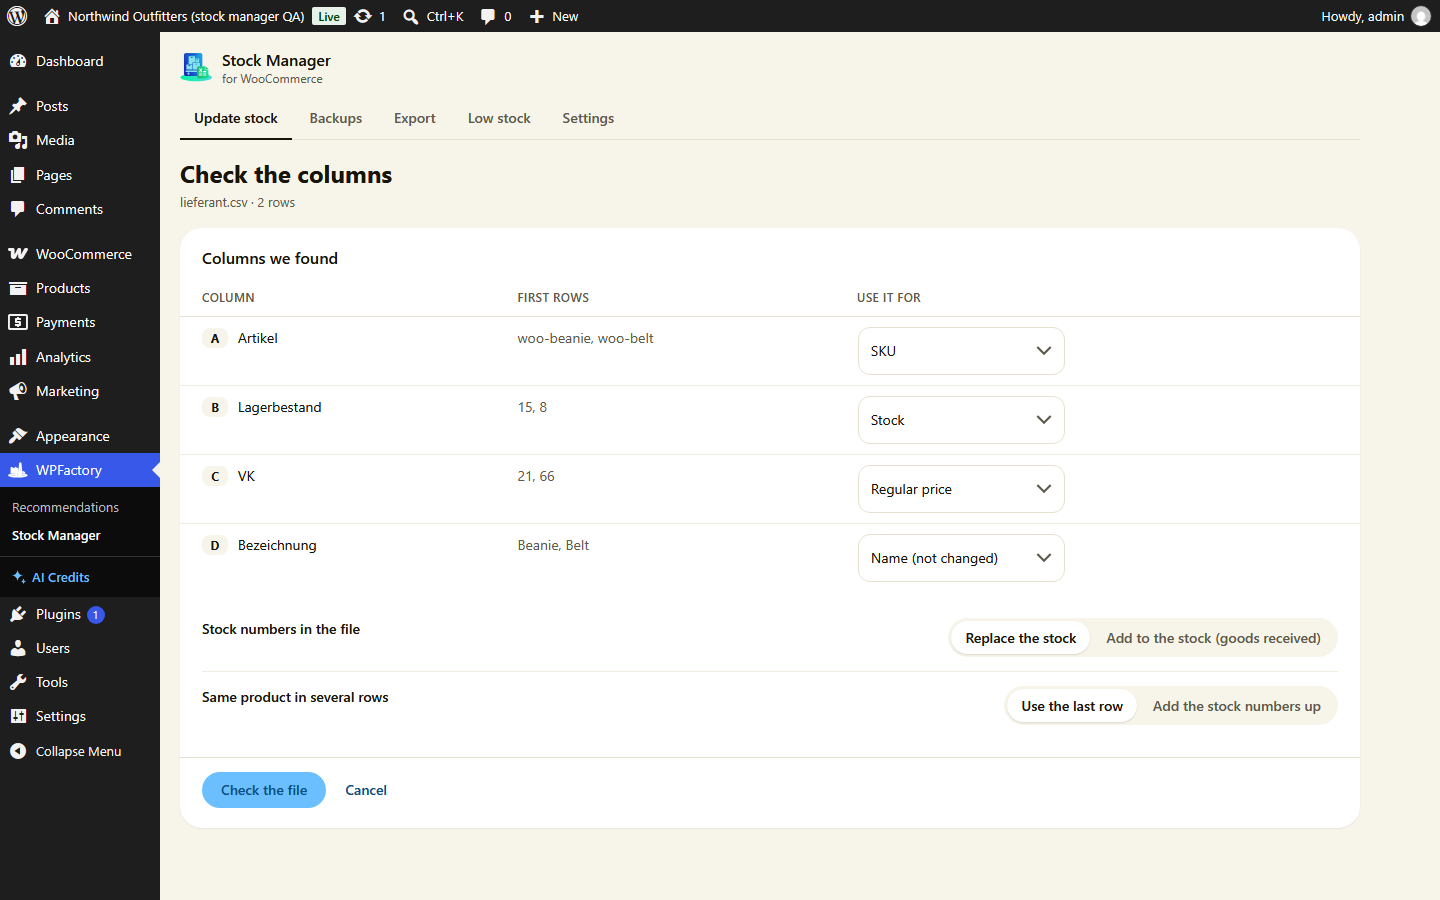 Northwind Outfitters (stock manager QA) Live 1 Ctrl+K 0 New Howdy, admin
Dashboard
Posts
Media
Pages
Comments
WooCommerce
Products
Payments
Analytics
Marketing
Appearance
WPFactory
Recommendations
Stock Manager
AI Credits
Plugins 1
Users
Tools
Settings
Collapse Menu
Stock Manager
for WooCommerce
Update stock Backups Export Low stock Settings
Check the columns
lieferant.csv · 2 rows
Columns we found
COLUMN FIRST ROWS USE IT FOR
A Artikel woo-beanie, woo-belt SKU
B Lagerbestand 15, 8 Stock
C VK 21, 66 Regular price
D Bezeichnung Beanie, Belt Name (not changed)
Stock numbers in the file Replace the stock Add to the stock (goods received)
Same product in several rows Use the last row Add the stock numbers up
Check the file Cancel